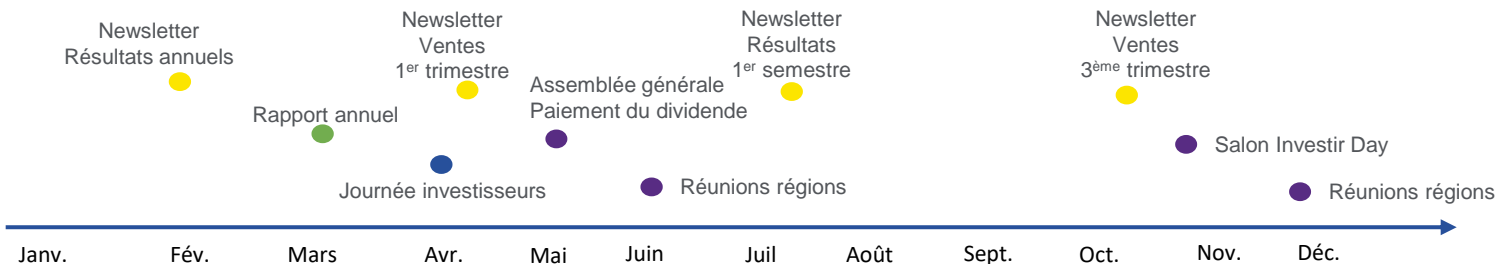 Newsletter
Résultats annuels
Rapport annuel
Newsletter
Ventes
1er trimestre
Journée investisseurs
Assemblée générale
Paiement du dividende
Réunions régions
Newsletter
Résultats
1er semestre
Newsletter
Ventes
3ème trimestre
Salon Investir Day
Réunions régions
Janv.
Fév.
Mars
Avr.
Mai
Juin
Juil
Août
Sept.
Oct.
Nov.
Déc.